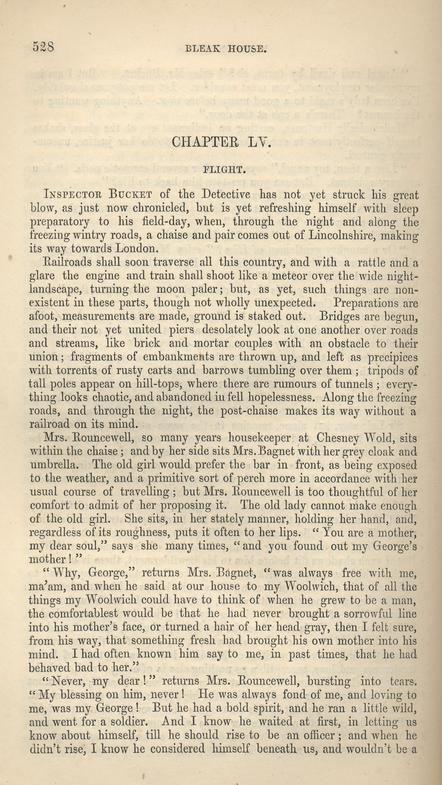 528
BLEAK HOUSE.
CHAPTER LV.
FLIGHT.
INSPECTOR BUCKET of the Detective has not yet struck his great
blow, as just now chronicled, but is yet refreshing himself with sleep
preparatory to his field-day, when, through the night and along the
freezing wintry roads, a chaise and pair comes out of Lincolnshire, making
its way towards London.
Railroads shall soon traverse all this country, and with a rattle and a
glare the engine and train shall shoot like a meteor over the wide night-
landscape, turning the moon paler; but, as yet, such things are non-
existent in these parts, though not wholly unexpected. Preparations are
afoot, measurements are made, ground is staked out. Bridges are begun,
and their not yet united piers desolately look at one another over roads
and streams, like brick and mortar couples with an obstacle to their
union; fragments of embankments are thrown up, and left as precipices
with torrents of rusty carts and barrows tumbling over them; tripods of
tall poles appear on hill-tops, where there are rumours of tunnels; every-
thing looks chaotic, and abandoned in fell hopelessness. Along the freezing
roads, and through the night, the post-chaise makes its way without a
railroad on its mind.
Mrs. Rouncewell, so many years housekeeper at Chesney Wold, sits
within the chaise; and by her side sits Mrs. Bagnet with her grey cloak and
umbrella. The old girl would prefer the bar in front, as being exposed
to the weather, and a primitive sort of perch more in accordance with her
usual course of travelling; but Mrs. Rouncewell is too thoughtful of her
comfort to admit of her proposing it. The old lady cannot make enough
of the old girl. She sits, in her stately manner, holding her hand, and,
regardless of its roughness, puts it often to her lips. "You are a mother,
my dear soul," says she many times, "and you found out my George's
mother!"
"Why, George," returns Mrs. Bagnet, "was always free with me,
ma'am, and when he said at our house to my Woolwich, that of all the
things my Woolwich could have to think of when he grew to be a man,
the comfortablest would be that he had never brought a sorrowful line
into his mother's face, or turned a hair of her head gray, then I felt sure,
from his way, that something fresh had brought his own mother into his
mind. I had often known him say to me, in past times, that he had
behaved bad to her."
"Never, my dear!" returns Mrs. Rouncewell, bursting into tears.
"My blessing on him, never! He was always fond of me, and loving to
me, was my George! But he had a bold spirit, and he ran a little wild,
and went for a soldier. And I know he waited at first, in letting us
know about himself, till he should rise to be an officer; and when he
didn't rise, I know he considered himself beneath us, and wouldn't be a